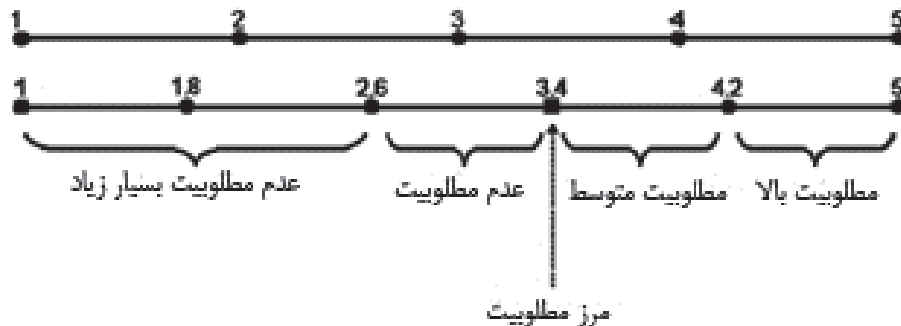 1 2 3 4 5
1 1,8 2,6 3,4 4,2 5
عدم مطلوبیت بسیار زیاد عدم مطلوبیت مطلوبیت متوسط مطلوبیت بالا
مرز مطلوبیت